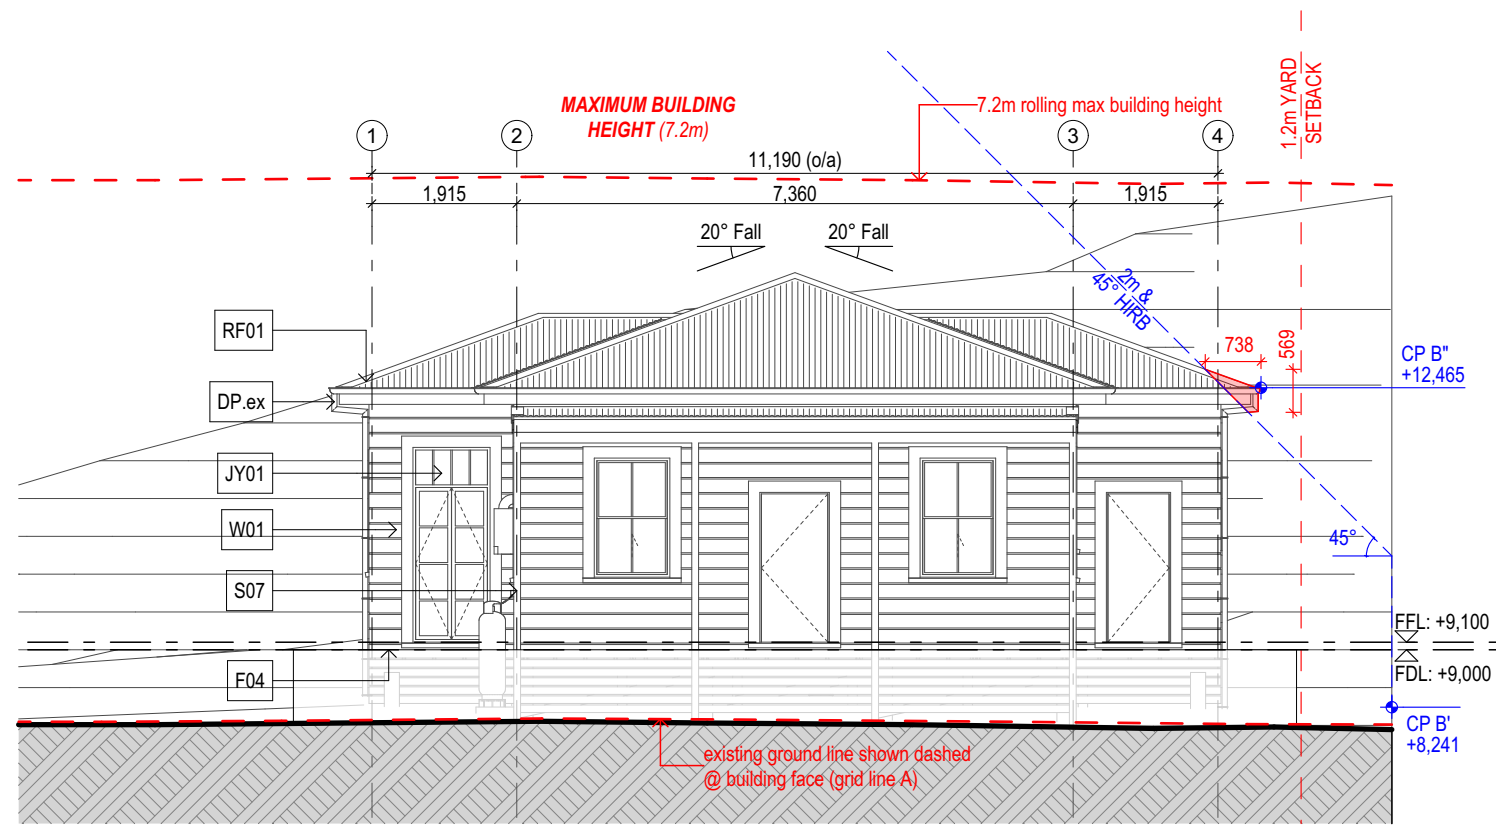 MAXIMUM BUILDING
HEIGHT (7.2m)
7.2m rolling max building height
1.2m YARD
SETBACK
1
2
3
4
11,190 (o/a)
1,915
7,360
1,915
20° Fall
20° Fall
2m &
45° HIRB
RF01
DP.ex
JY01
W01
S07
F04
738
569
CP B"
+12,465
45°
FFL: +9,100
FDL: +9,000
CP B'
+8,241
existing ground line shown dashed
@ building face (grid line A)